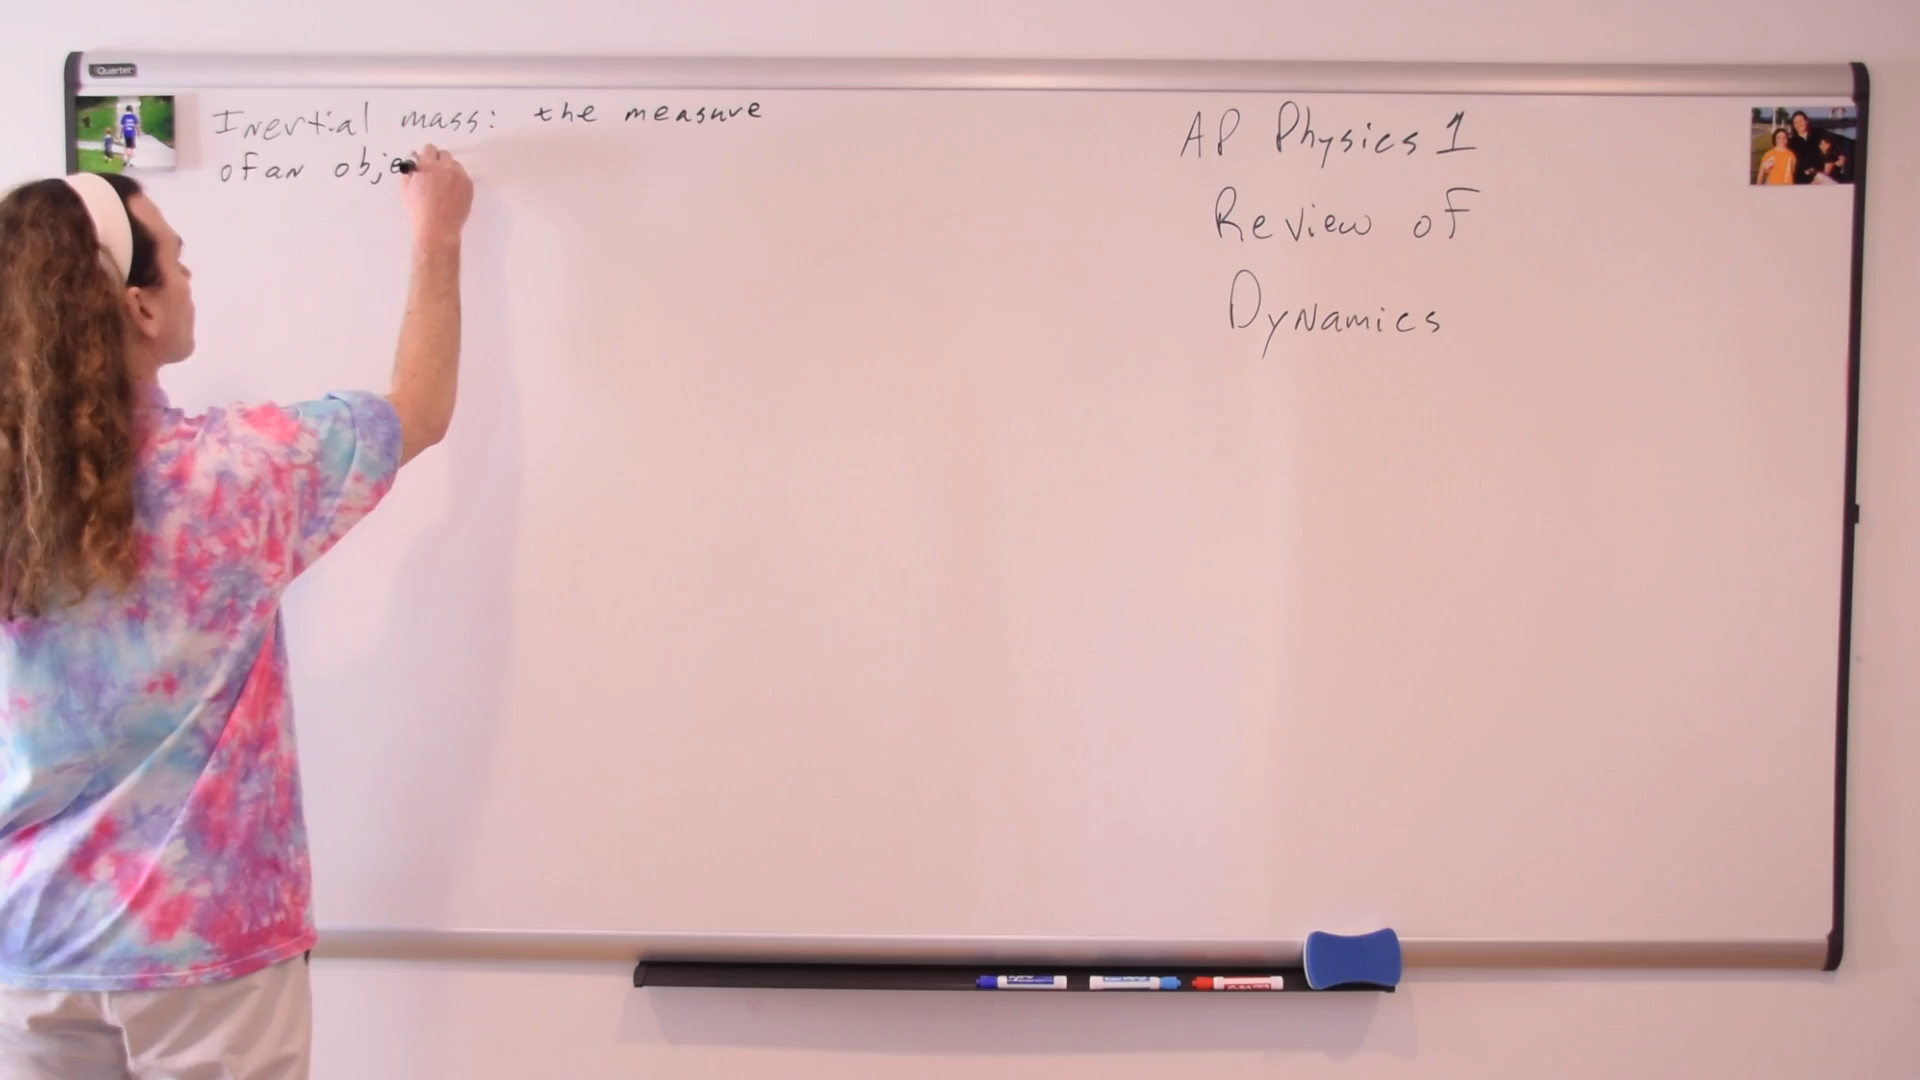 Quartet
Inertial mass: the measure
of an obje
AP Physics 1
Review of
Dynamics